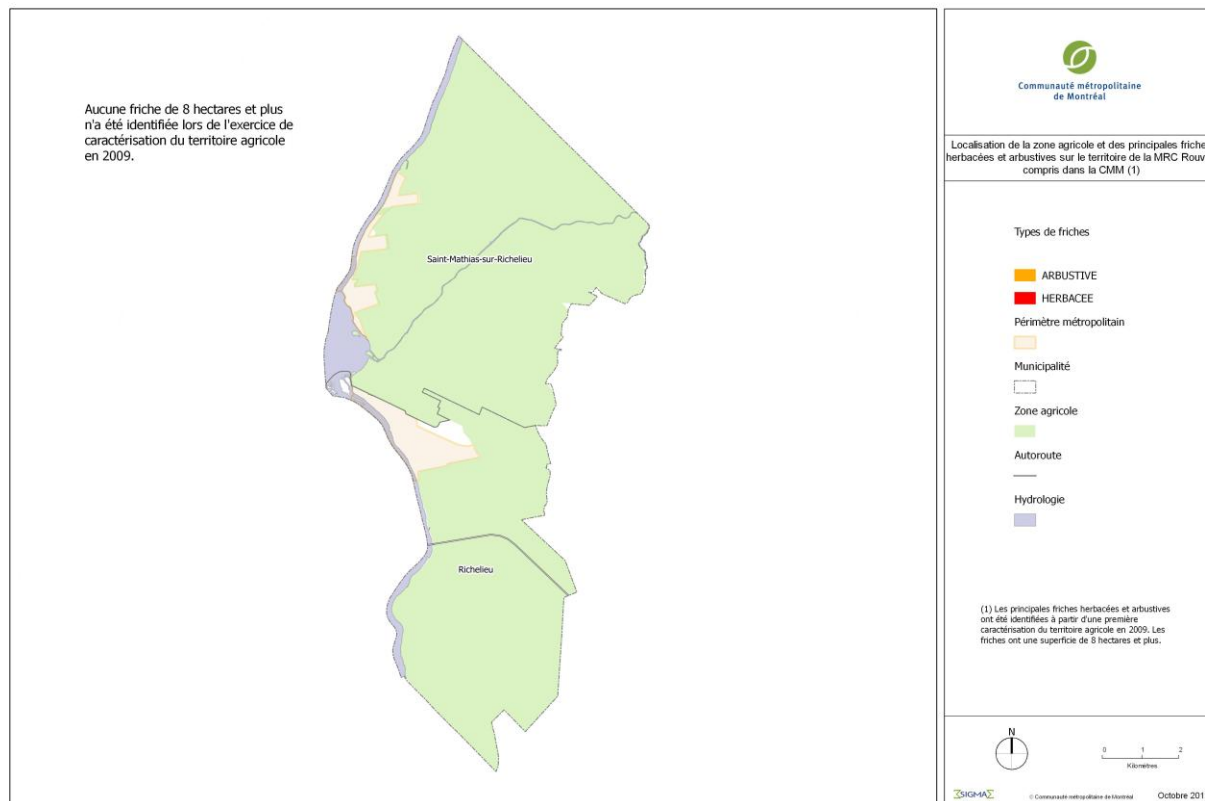 Aucune friche de 8 hectares et plus
n'a été identifiée lors de l'exercice de
caractérisation du territoire agricole
en 2009.
Saint-Mathias-sur-Richelieu
Richelieu
Communauté métropolitaine
de Montréal
Localisation de la zone agricole et des principales friche
herbacées et arbustives sur le territoire de la MRC Rouv
compris dans la CMM (1)
Types de friches
ARBUSTIVE
HERBACEE
Périmètre métropolitain
Municipalité
Zone agricole
Autoroute
Hydrologie
(1) Les principales friches herbacées et arbustives
ont été identifiées à partir d'une première
caractérisation du territoire agricole en 2009. Les
friches ont une superficie de 8 hectares et plus.
N
0 1 2
Kilomètres
SIGMA
© Communauté métropolitaine de Montréal
Octobre 201